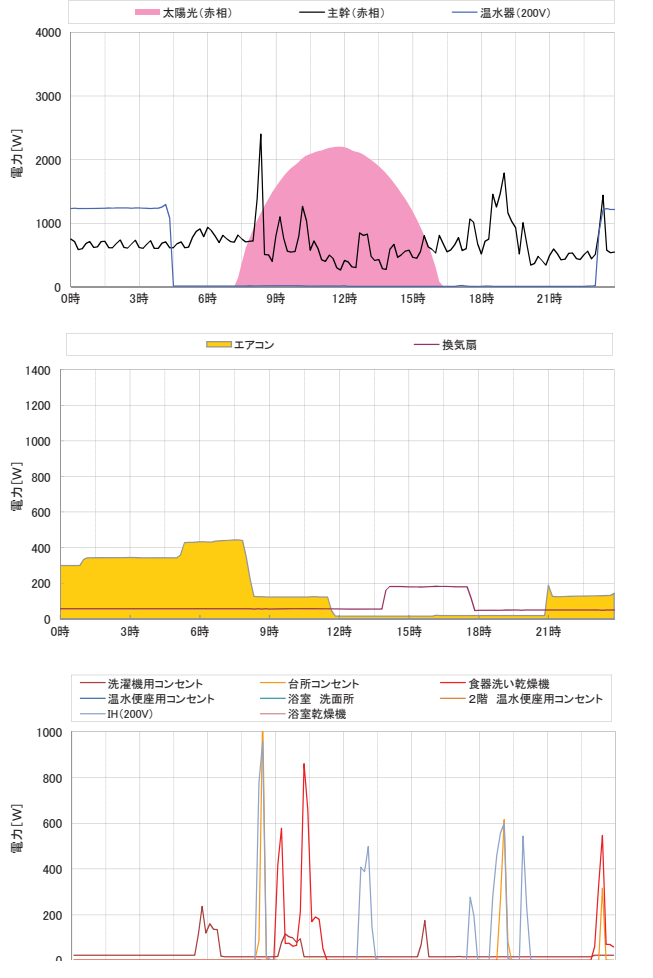 太陽光(赤相) 主幹(赤相) 温水器(200V)
電力[W]
4000
3000
2000
1000
0
0時 3時 6時 9時 12時 15時 18時 21時
エアコン 換気扇
電力[W]
1400
1200
1000
800
600
400
200
0
0時 3時 6時 9時 12時 15時 18時 21時
洗濯機用コンセント 台所コンセント 食器洗い乾燥機
温水便座用コンセント 浴室 洗面所 2階 温水便座用コンセント
IH(200V) 浴室乾燥機
電力[W]
1000
800
600
400
200
0